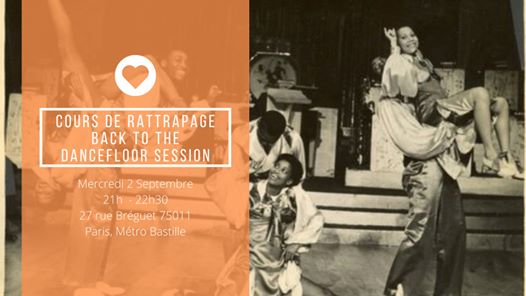 COURS DE RATTRAPAGE
BACK TO THE
DANCEFLOOR SESSION
Mercredi 2 Septembre
21h - 22h30
27 rue Bréguet 75011
Paris, Métro Bastille